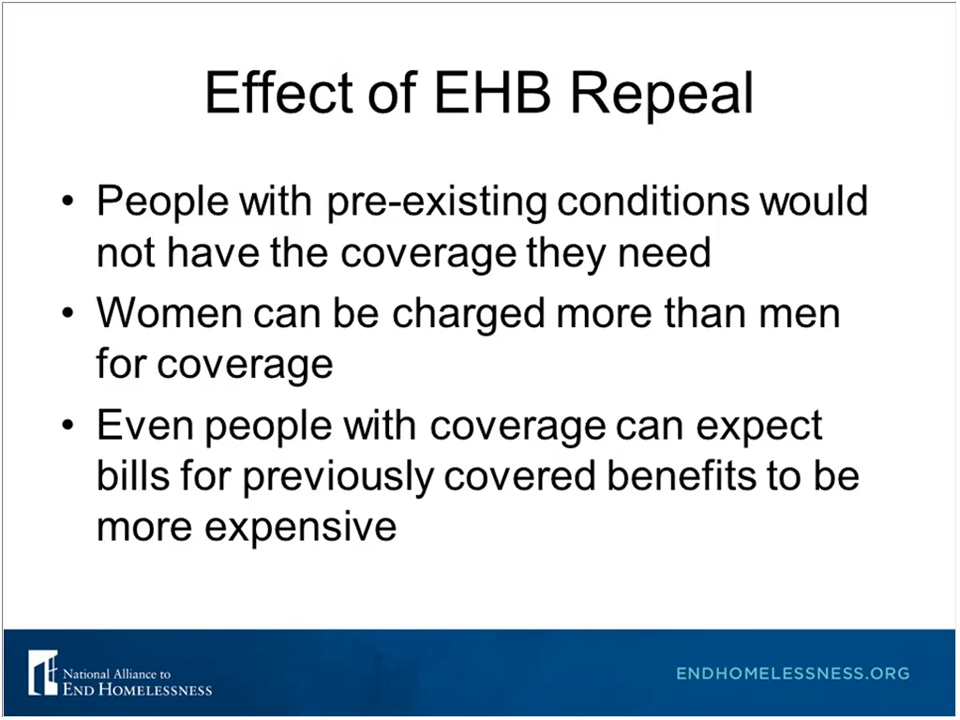 Effect of EHB Repeal
• People with pre-existing conditions would
not have the coverage they need
• Women can be charged more than men
for coverage
• Even people with coverage can expect
bills for previously covered benefits to be
more expensive
National Alliance to
END HOMELESSNESS
ENDHOMELESSNESS.ORG